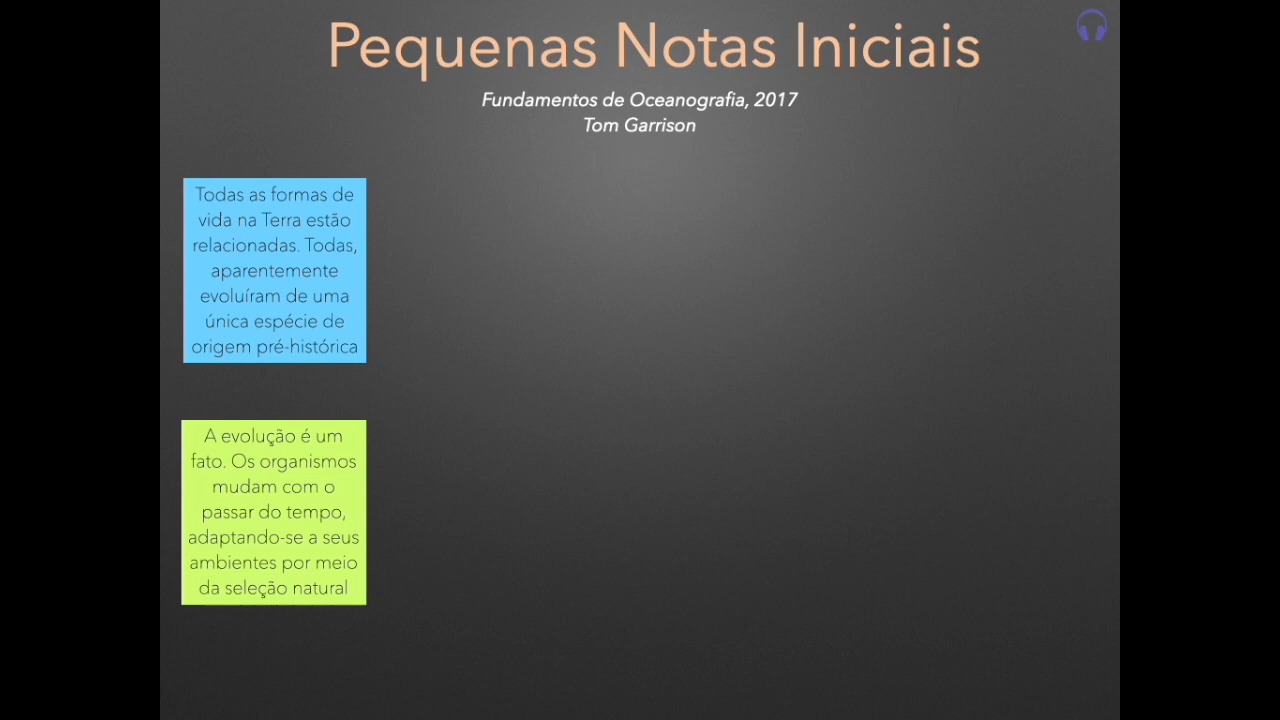 Pequenas Notas Iniciais
Fundamentos de Oceanografia, 2017
Tom Garrison
Todas as formas de
vida na Terra estão
relacionadas. Todas,
aparentemente
evoluíram de uma
única espécie de
origem pré-histórica
A evolução é um
fato. Os organismos
mudam com o
passar do tempo,
adaptando-se a seus
ambientes por meio
da seleção natural